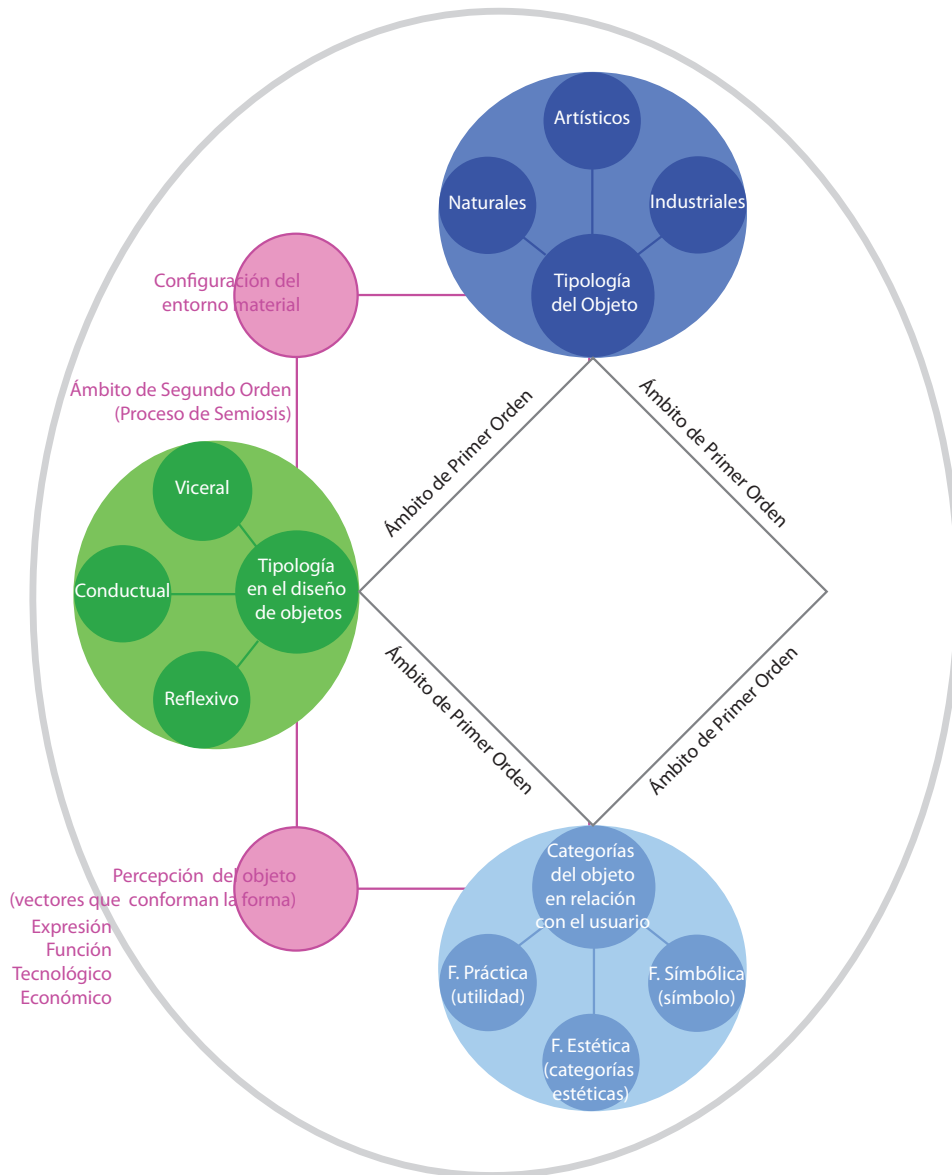 Artísticos
Naturales
Industriales
Tipología
del Objeto
Configuración del
entorno material
Ámbito de Segundo Orden
(Proceso de Semiosis)
Ámbito de Primer Orden
Ámbito de Primer Orden
Viceral
Conductual
Tipología
en el diseño
de objetos
Reflexivo
Ámbito de Primer Orden
Ámbito de Primer Orden
Percepción del objeto
(vectores que conforman la forma)
Expresión
Función
Tecnológico
Económico
Categorías
del objeto
en relación
con el usuario
F. Práctica
(utilidad)
F. Símbólica
(símbolo)
F. Estética
(categorías
estéticas)